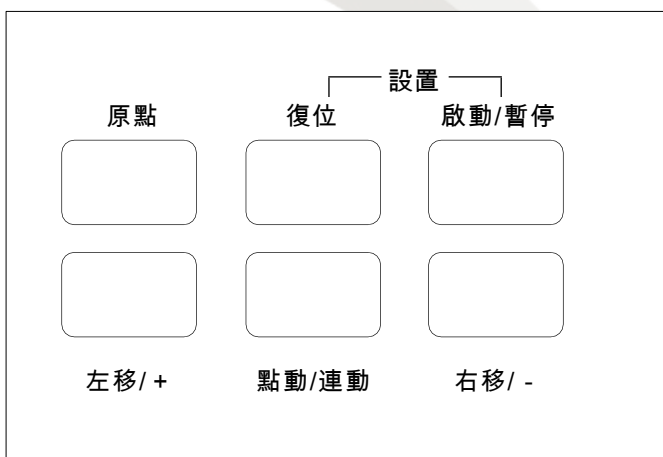 設置
原點 復位 啟動/暫停
左移/ + 點動/連動 右移/ -